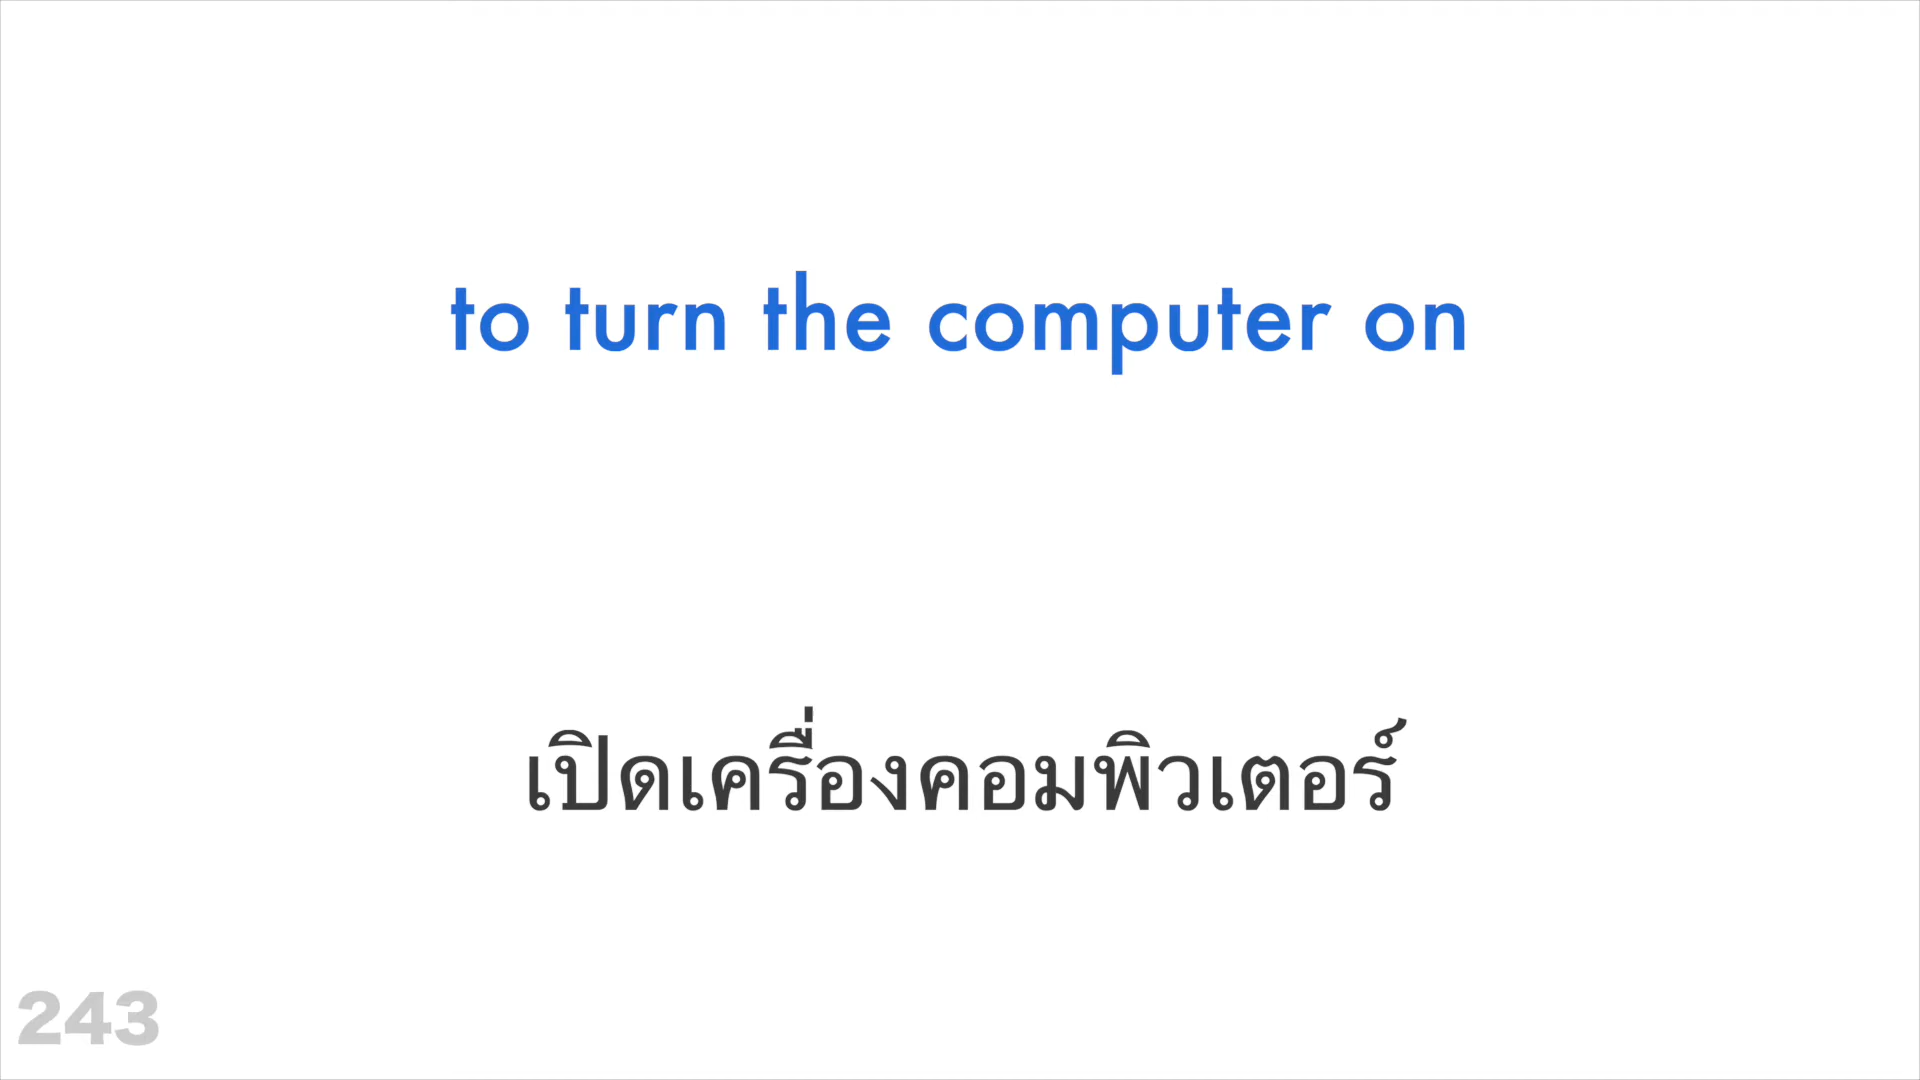 to turn the computer on
เปิดเครื่องคอมพิวเตอร์
243